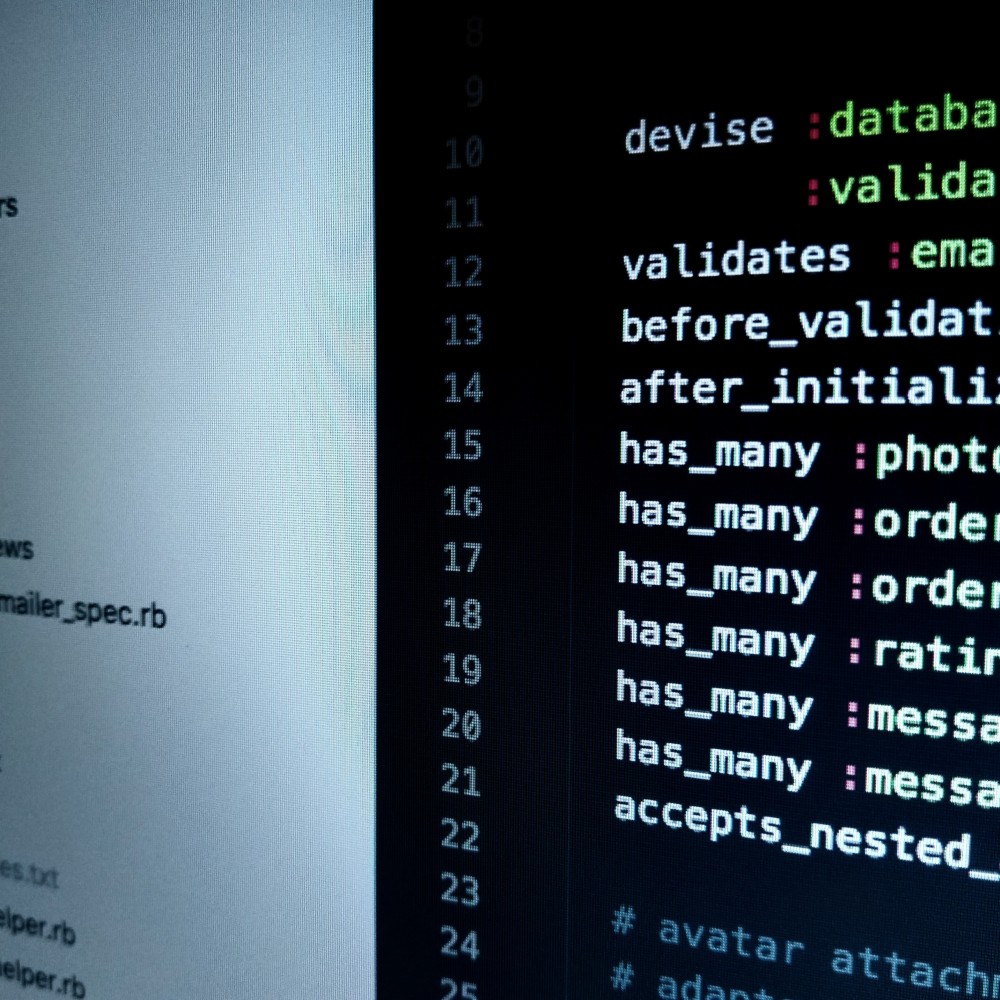 rs
ews
mailer_spec.rb
es.txt
elper.rb
helper.rb
8
9
10 devise :databa
11 :valida
12 validates :ema
13 before_validat
14 after_initiali
15 has_many :photo
16 has_many :order
17 has_many :order
18 has_many :ratin
19 has_many :messa
20 has_many :messa
21 accepts_nested_
22
23 # avatar attachm
24 # adapt
25